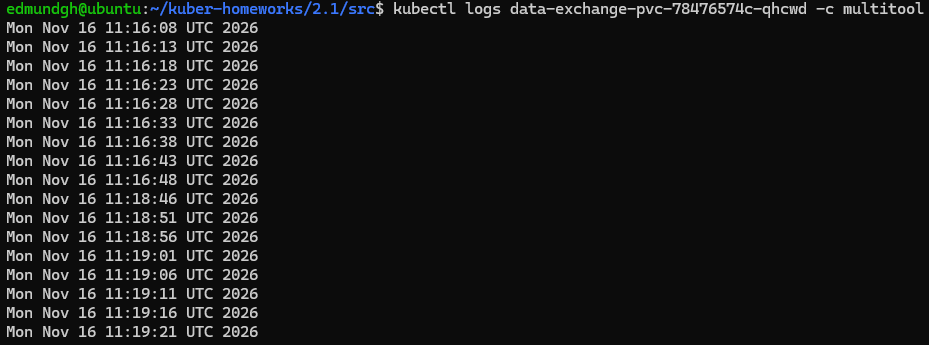 edmundgh@ubuntu:~/kuber-homeworks/2.1/src$ kubectl logs data-exchange-pvc-78476574c-qhcwd -c multitool
Mon Nov 16 11:16:08 UTC 2026
Mon Nov 16 11:16:13 UTC 2026
Mon Nov 16 11:16:18 UTC 2026
Mon Nov 16 11:16:23 UTC 2026
Mon Nov 16 11:16:28 UTC 2026
Mon Nov 16 11:16:33 UTC 2026
Mon Nov 16 11:16:38 UTC 2026
Mon Nov 16 11:16:43 UTC 2026
Mon Nov 16 11:16:48 UTC 2026
Mon Nov 16 11:18:46 UTC 2026
Mon Nov 16 11:18:51 UTC 2026
Mon Nov 16 11:18:56 UTC 2026
Mon Nov 16 11:19:01 UTC 2026
Mon Nov 16 11:19:06 UTC 2026
Mon Nov 16 11:19:11 UTC 2026
Mon Nov 16 11:19:16 UTC 2026
Mon Nov 16 11:19:21 UTC 2026